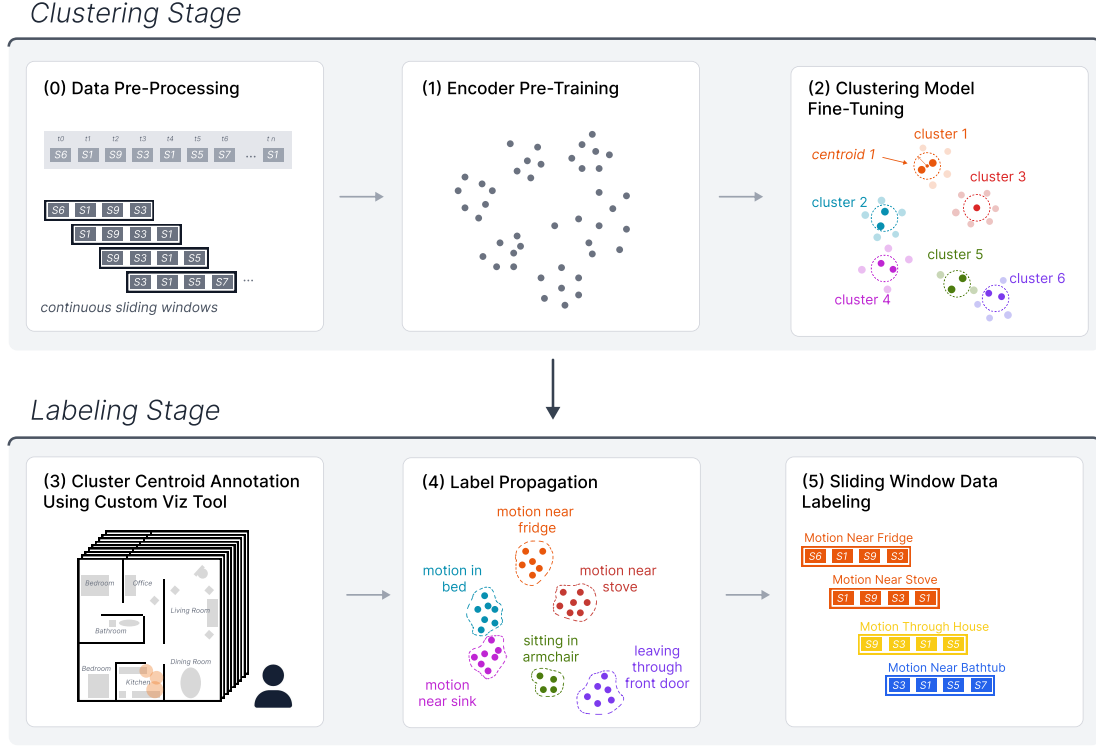 Clustering Stage
(0) Data Pre-Processing
t0 t1 t2 t3 t4 t5 t6 t n
S6 S1 S9 S3 S1 S5 S7 ... S1
S6 S1 S9 S3
S1 S9 S3 S1
S9 S3 S1 S5
S3 S1 S5 S7 ...
continuous sliding windows
(1) Encoder Pre-Training
(2) Clustering Model
Fine-Tuning
cluster 1
centroid 1
cluster 3
cluster 2
cluster 5
cluster 6
cluster 4
Labeling Stage
(3) Cluster Centroid Annotation
Using Custom Viz Tool
Bedroom
Office
Living Room
Bathroom
Bedroom
Dining Room
Kitchen
(4) Label Propagation
motion near
fridge
motion in
bed
motion near
stove
sitting in
armchair
leaving
through
front door
motion
near sink
(5) Sliding Window Data
Labeling
Motion Near Fridge
S6 S1 S9 S3
Motion Near Stove
S1 S9 S3 S1
Motion Through House
S9 S3 S1 S5
Motion Near Bathtub
S3 S1 S5 S7